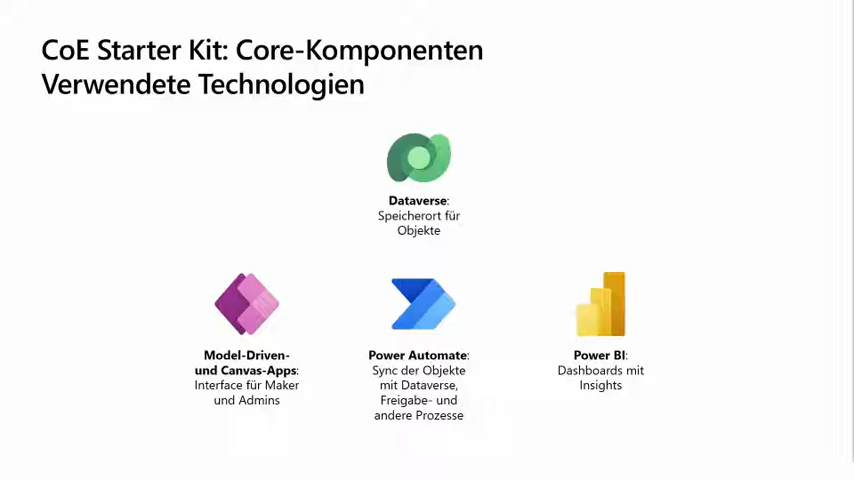 CoE Starter Kit: Core-Komponenten
Verwendete Technologien
Dataverse:
Speicherort für
Objekte
Model-Driven-
und Canvas-Apps:
Interface für Maker
und Admins
Power Automate:
Sync der Objekte
mit Dataverse,
Freigabe- und
andere Prozesse
Power BI:
Dashboards mit
Insights